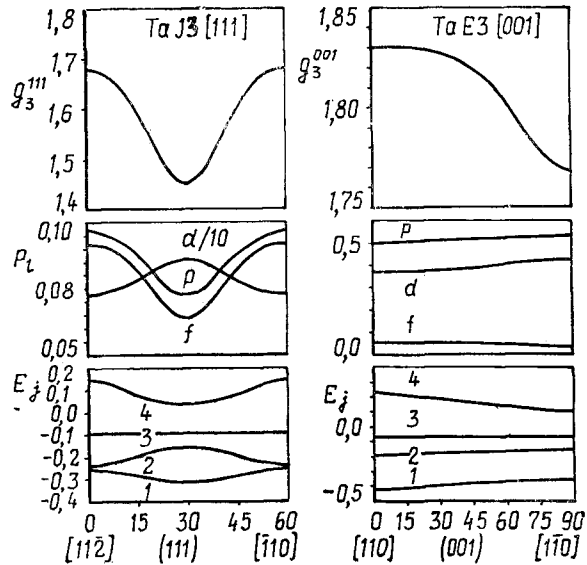 1,8
Ta J3 [111]
g₃¹¹¹
1,7
1,6
1,5
1,4
1,85
Ta E3 [001]
g₃⁰⁰¹
1,80
1,75
0,10
P_l
0,08
0,05
d/10
p
f
0,5
0,0
p
d
f
E_j
0,2
0,1
0,0
-0,1
-0,2
-0,3
-0,4
4
3
2
1
E_j
0,0
-0,5
4
3
2
1
0 15 30 45 60
[112̄] (111) [1̄10]
0 15 30 45 60 75 90
[110] (001) [11̄0]